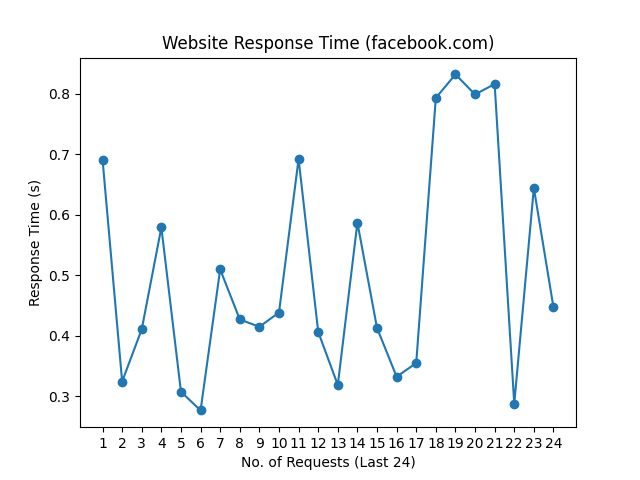 Website Response Time (facebook.com)
Response Time (s)
0.8
0.7
0.6
0.5
0.4
0.3
1 2 3 4 5 6 7 8 9 10 11 12 13 14 15 16 17 18 19 20 21 22 23 24
No. of Requests (Last 24)